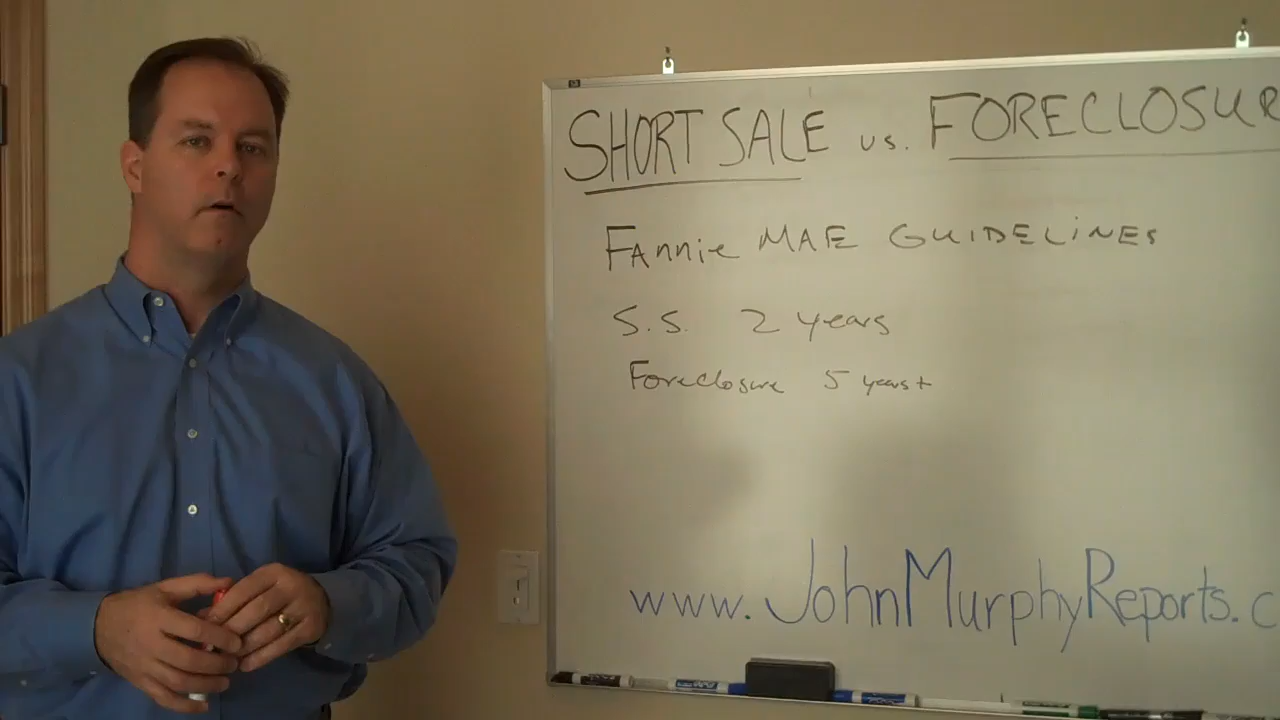 SHORT SALE vs. FORECLOSUR
Fannie MAE GUIDELINES
S.S. 2 years
Foreclosure 5 years+
www.JohnMurphyReports.c